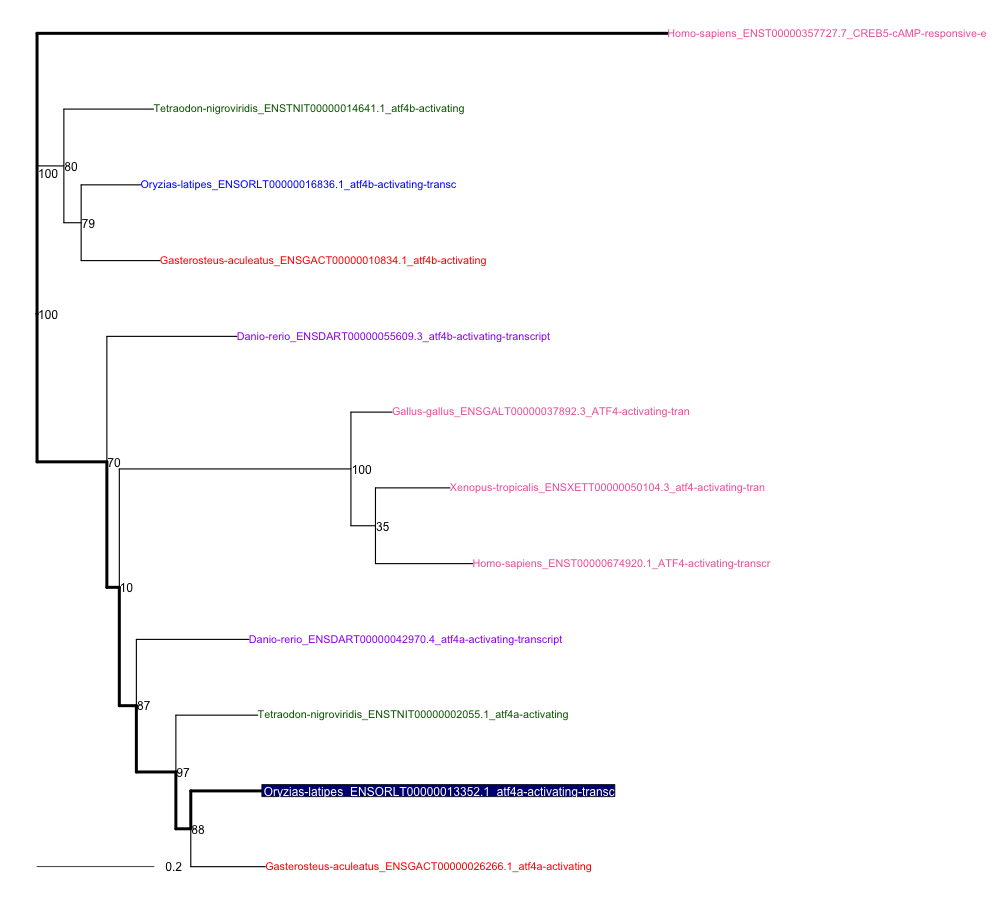 Homo-sapiens_ENST00000357727.7_CREB5-cAMP-responsive-e
Tetraodon-nigroviridis_ENSTNIT00000014641.1_atf4b-activating
80
100
Oryzias-latipes_ENSORLT00000016836.1_atf4b-activating-transc
79
Gasterosteus-aculeatus_ENSGACT00000010834.1_atf4b-activating
100
Danio-rerio_ENSDART00000055609.3_atf4b-activating-transcript
Gallus-gallus_ENSGALT00000037892.3_ATF4-activating-tran
70
100
Xenopus-tropicalis_ENSXETT00000050104.3_atf4-activating-tran
35
Homo-sapiens_ENST00000674920.1_ATF4-activating-transcr
10
Danio-rerio_ENSDART00000042970.4_atf4a-activating-transcript
87
Tetraodon-nigroviridis_ENSTNIT00000002055.1_atf4a-activating
97
Oryzias-latipes_ENSORLT00000013352.1_atf4a-activating-transc
88
0.2
Gasterosteus-aculeatus_ENSGACT00000026266.1_atf4a-activating